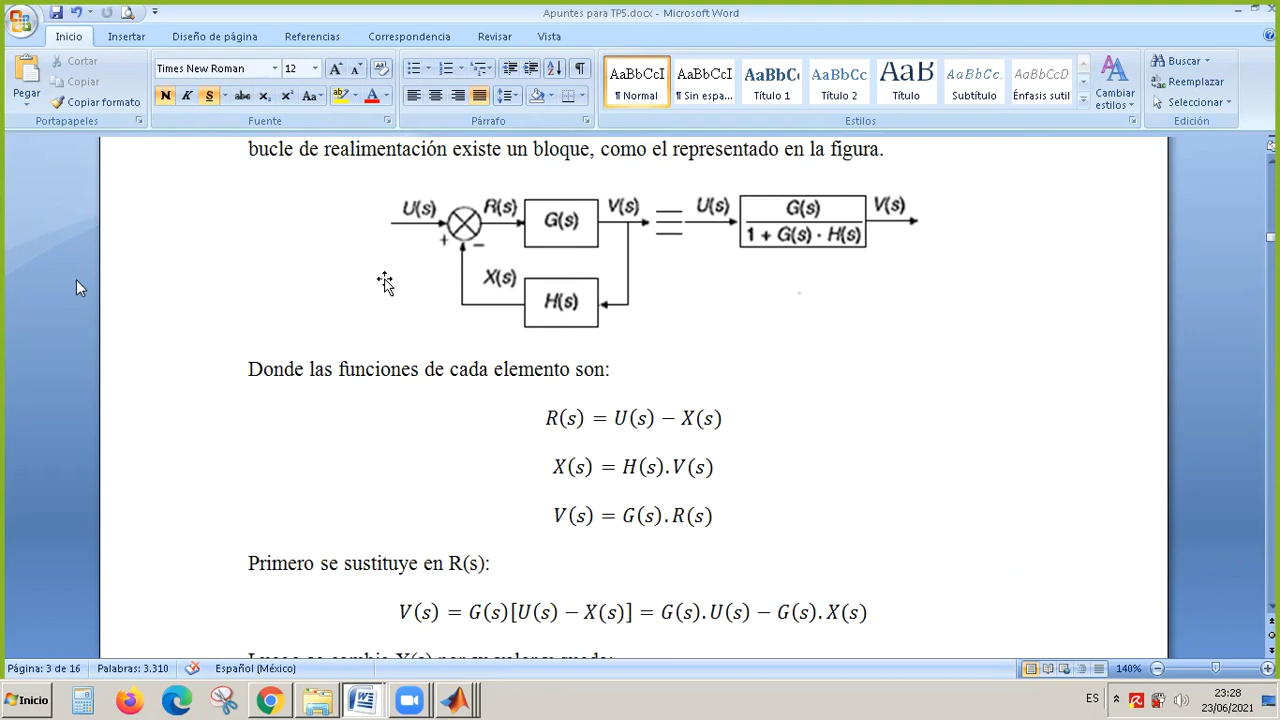 Apuntes para TP5.docx - Microsoft Word
Inicio Insertar Diseño de página Referencias Correspondencia Revisar Vista
Pegar
Cortar
Copiar
Copiar formato
Portapapeles
Times New Roman 12
N K S abc x₂ x² Aa
Fuente
Párrafo
AaBbCcI AaBbCcI AaBbC AaBbCc AaB AaBbCc. AaBbCcD
¶ Normal ¶ Sin espa... Título 1 Título 2 Título Subtítulo Énfasis sutil
Estilos
Cambiar estilos
Buscar
Reemplazar
Seleccionar
Edición
bucle de realimentación existe un bloque, como el representado en la figura.
U(s) + − R(s) G(s) V(s) U(s) G(s) V(s)
1 + G(s) · H(s)
X(s) H(s)
Donde las funciones de cada elemento son:
R(s) = U(s) − X(s)
X(s) = H(s).V(s)
V(s) = G(s).R(s)
Primero se sustituye en R(s):
V(s) = G(s)[U(s) − X(s)] = G(s).U(s) − G(s).X(s)
Página: 3 de 16 Palabras: 3.310 Español (México) 140%
Inicio ES 23:28
23/06/2021